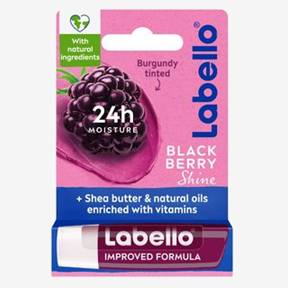 With
natural
ingredients
Burgundy
tinted
Labello
24h
MOISTURE
BLACK
BERRY
Shine
+ Shea butter & natural oils
enriched with vitamins
Labello
IMPROVED FORMULA